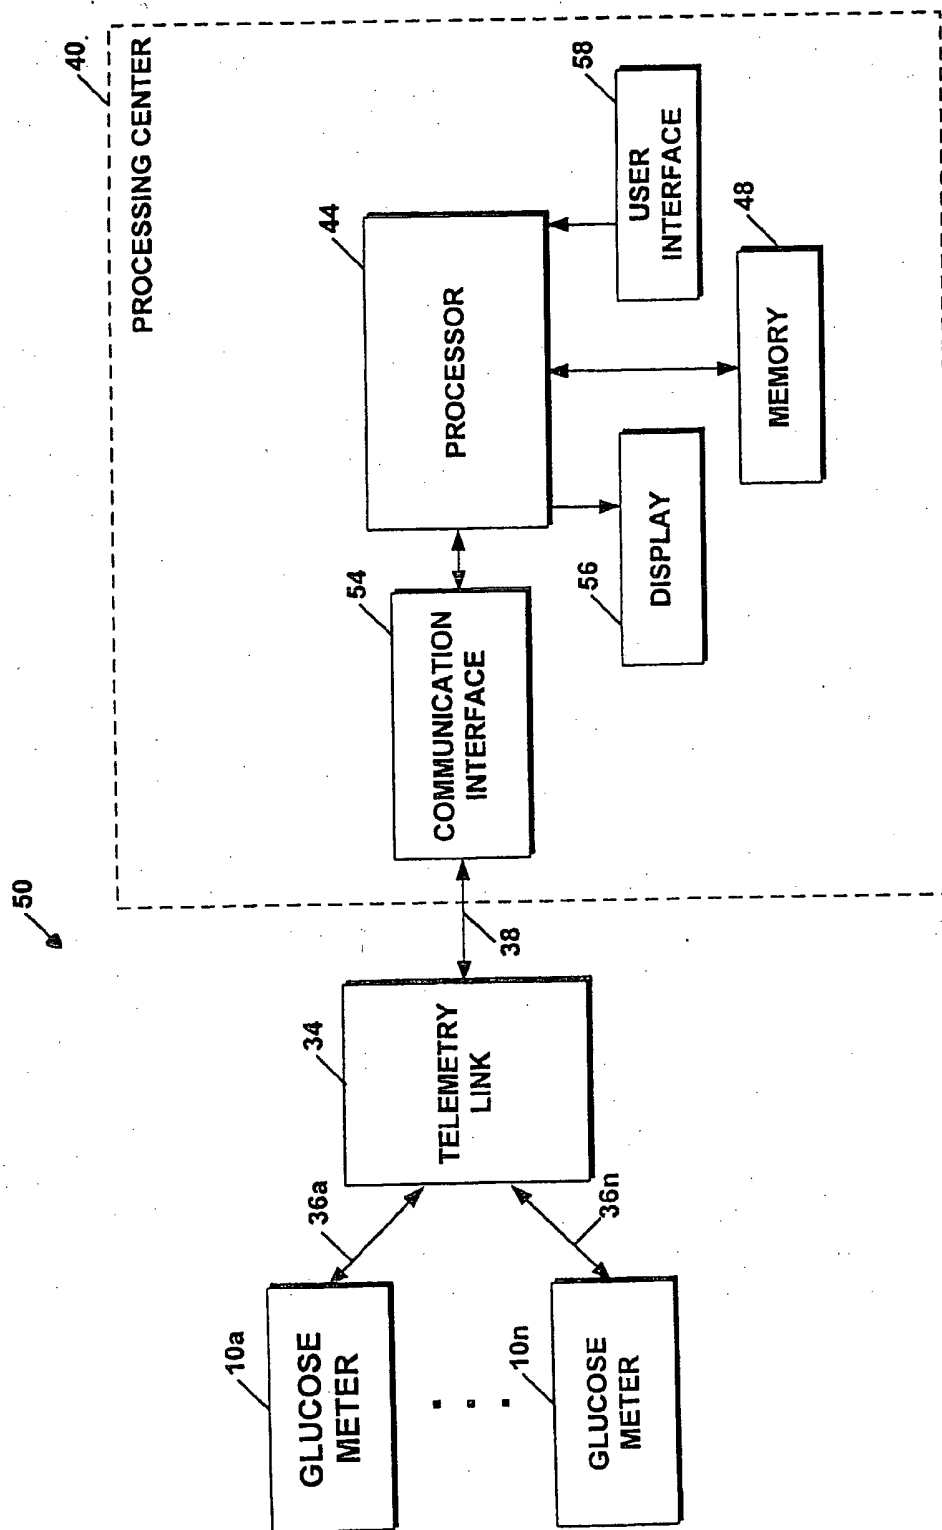 50
40
PROCESSING CENTER
10a
GLUCOSE
METER
10n
GLUCOSE
METER
36a
36n
34
TELEMETRY
LINK
38
54
COMMUNICATION
INTERFACE
44
PROCESSOR
56
DISPLAY
48
MEMORY
58
USER
INTERFACE